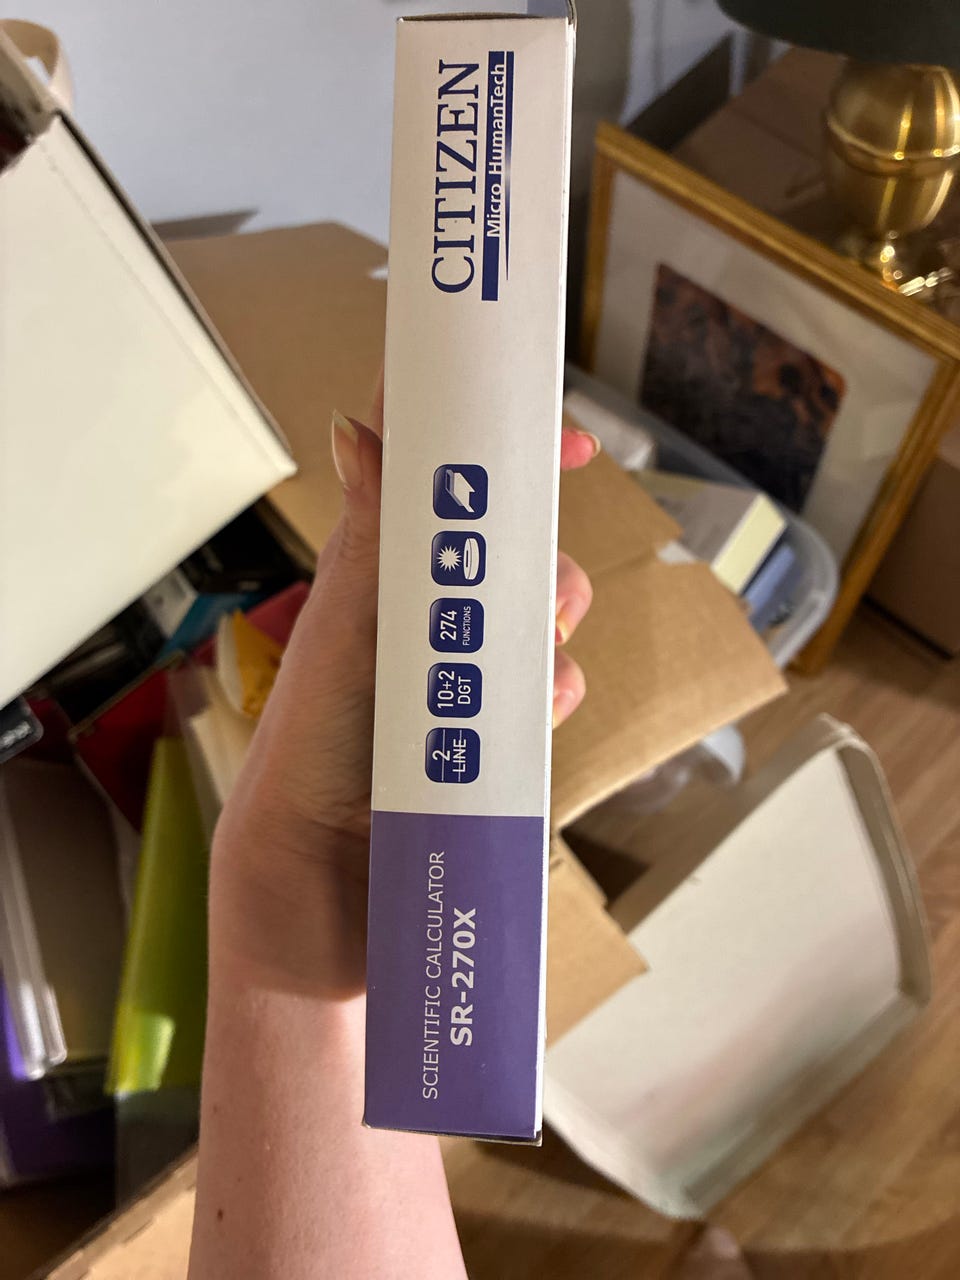 SCIENTIFIC CALCULATOR
SR-270X
2
LINE
10+2
DGT
274
FUNCTIONS
CITIZEN
Micro HumanTech